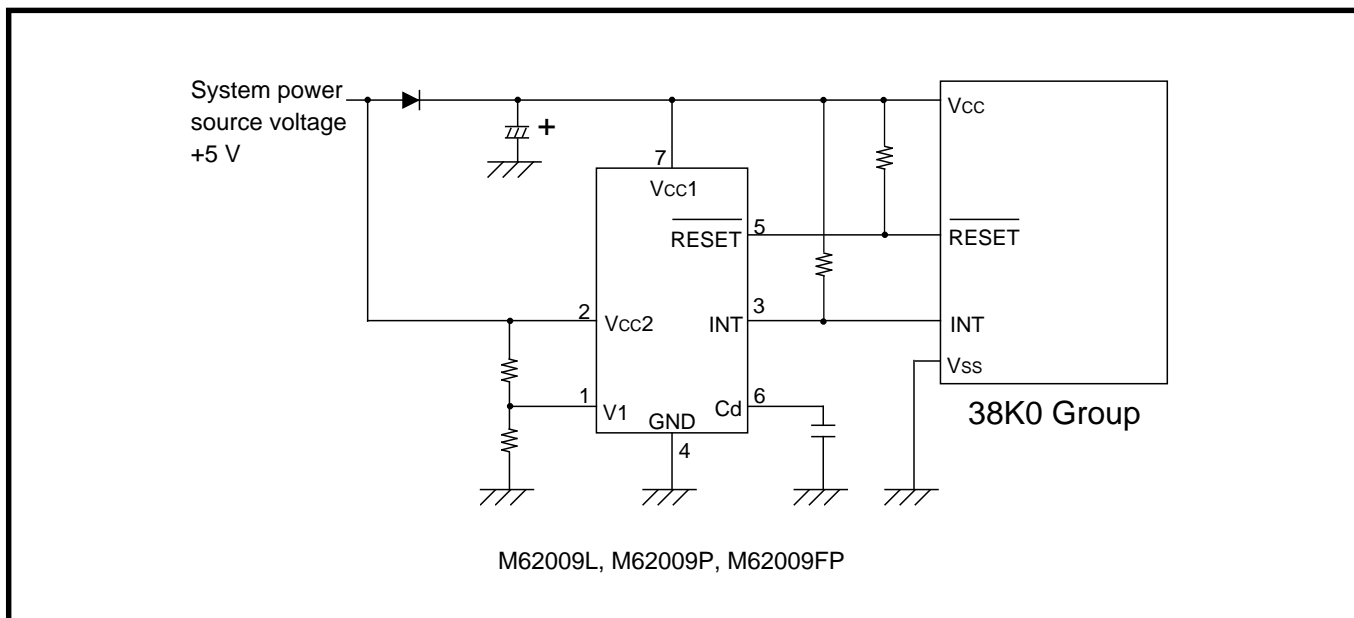 System power
source voltage
+5 V
+
7
Vcc1
RESET
5
2
Vcc2
INT
3
1
V1
GND
Cd
6
4
Vcc
RESET
INT
Vss
38K0 Group
M62009L, M62009P, M62009FP